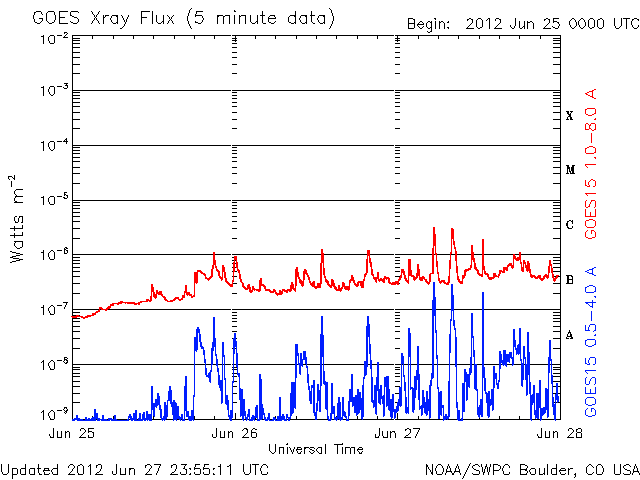 GOES Xray Flux (5 minute data)
Begin: 2012 Jun 25 0000 UTC
10⁻²
10⁻³
10⁻⁴
10⁻⁵
10⁻⁶
10⁻⁷
10⁻⁸
10⁻⁹
Watts m⁻²
X
M
C
B
A
GOES15 1.0-8.0 A
GOES15 0.5-4.0 A
Jun 25
Jun 26
Jun 27
Jun 28
Universal Time
Updated 2012 Jun 27 23:55:11 UTC
NOAA/SWPC Boulder, CO USA